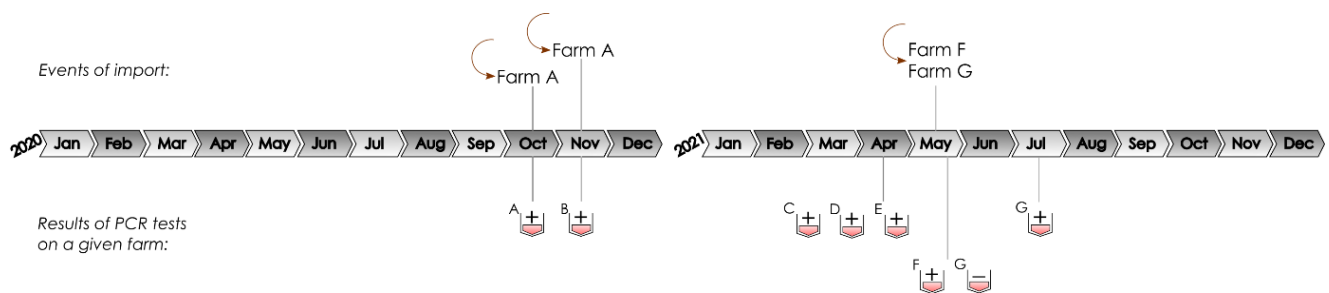 Farm A
Farm F
Events of import:
Farm A
Farm G
2020 Jan Feb Mar Apr May Jun Jul Aug Sep Oct Nov Dec
2021 Jan Feb Mar Apr May Jun Jul Aug Sep Oct Nov Dec
A + B + C + D + E + G +
Results of PCR tests
on a given farm:
F + G −